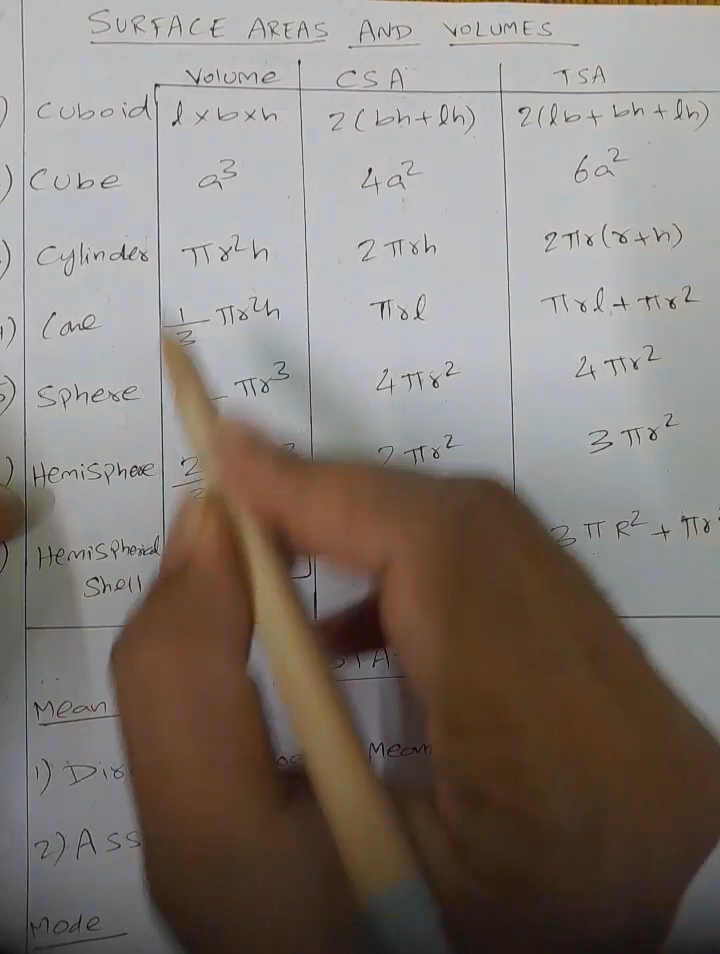 SURFACE AREAS AND VOLUMES
Volume CSA TSA
Cuboid l×b×h 2(bh+lh) 2(lb+bh+lh)
Cube a³ 4a² 6a²
Cylinder πr²h 2πrh 2πr(r+h)
Cone 1/3 πr²h πrl πrl+πr²
Sphere πr³ 4πr² 4πr²
Hemisphere 2 2πr² 3πr²
Hemispherical 3πR²+πr
Shell
Mean
1) Mean
2)
Mode